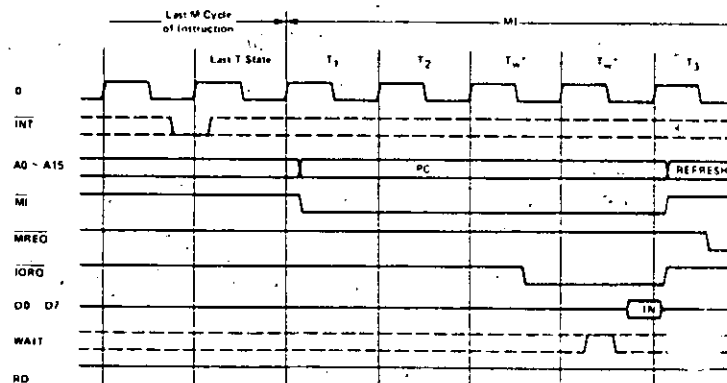 Last M Cycle
of Instruction
M1
Last T State
T1
T2
Tw*
Tw*
T3
0
INT
A0 ~ A15
PC
REFRESH
M1
MREQ
IORQ
D0 D7
IN
WAIT
RD